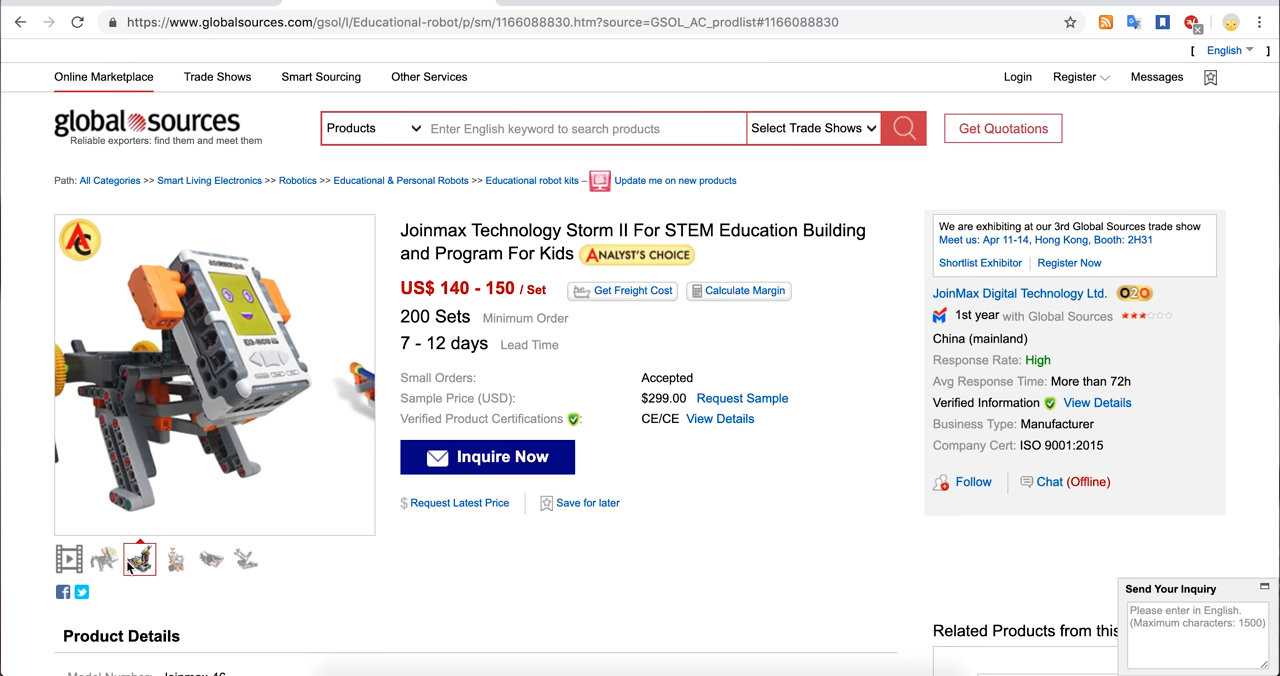 https://www.globalsources.com/gsol/I/Educational-robot/p/sm/1166088830.htm?source=GSOL_AC_prodlist#1166088830
[ English ]
Online Marketplace Trade Shows Smart Sourcing Other Services Login Register Messages
global sources
Reliable exporters: find them and meet them
Products Enter English keyword to search products Select Trade Shows Get Quotations
Path: All Categories >> Smart Living Electronics >> Robotics >> Educational & Personal Robots >> Educational robot kits – Update me on new products
AC
Joinmax Technology Storm II For STEM Education Building
and Program For Kids ANALYST'S CHOICE
US$ 140 - 150 / Set Get Freight Cost Calculate Margin
200 Sets Minimum Order
7 - 12 days Lead Time
Small Orders: Accepted
Sample Price (USD): $299.00 Request Sample
Verified Product Certifications : CE/CE View Details
Inquire Now
$ Request Latest Price Save for later
We are exhibiting at our 3rd Global Sources trade show
Meet us: Apr 11-14, Hong Kong, Booth: 2H31
Shortlist Exhibitor Register Now
JoinMax Digital Technology Ltd. O2O
1st year with Global Sources
China (mainland)
Response Rate: High
Avg Response Time: More than 72h
Verified Information View Details
Business Type: Manufacturer
Company Cert: ISO 9001:2015
Follow Chat (Offline)
Product Details
Model Number: Joinmax-46
Related Products from this
Send Your Inquiry
Please enter in English.
(Maximum characters: 1500)